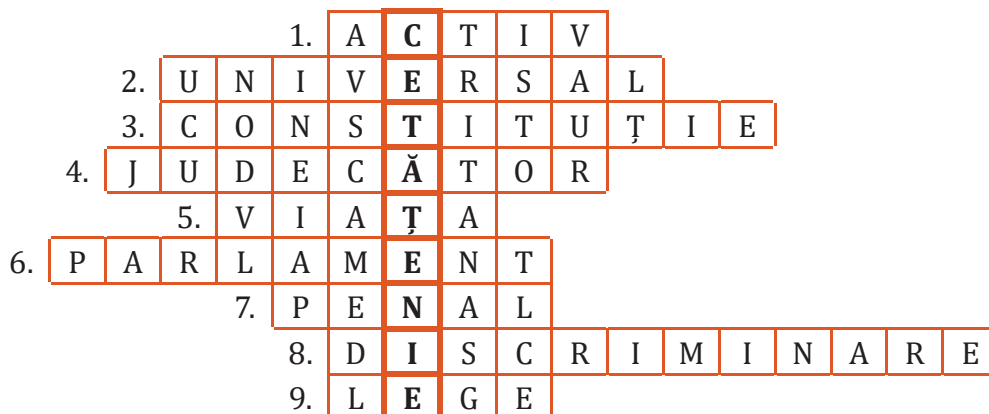 1. A C T I V
2. U N I V E R S A L
3. C O N S T I T U Ț I E
4. J U D E C Ă T O R
5. V I A Ț A
6. P A R L A M E N T
7. P E N A L
8. D I S C R I M I N A R E
9. L E G E